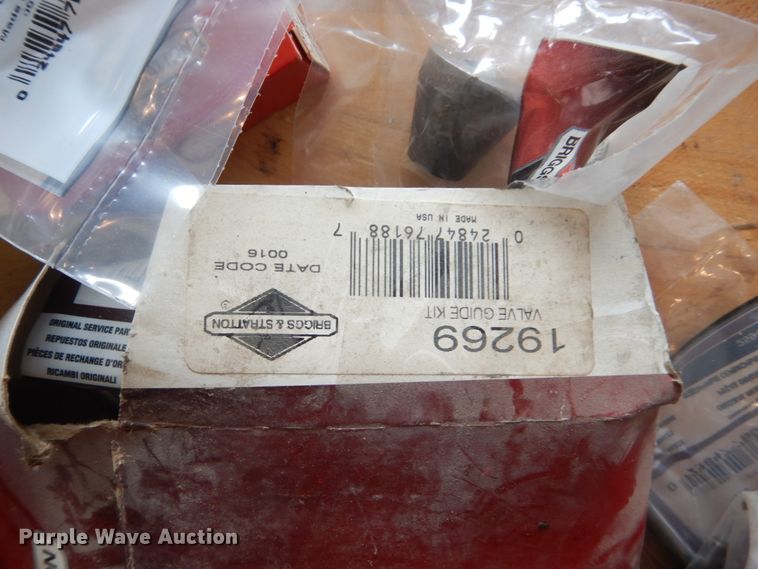 19269
VALVE GUIDE KIT
BRIGGS & STRATTON
DATE CODE
0016
0 24847 76188 7
MADE IN USA
ORIGINAL SERVICE PAR
REPUESTOS ORIGINALE
PIÈCES DE RECHANGE D'OR
RICAMBI ORIGINALI
BRIGGS
Purple Wave Auction